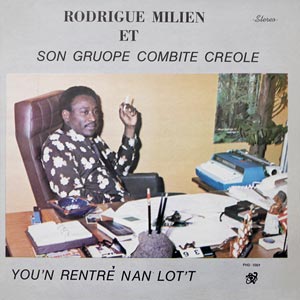 RODRIGUE MILIEN
-Stereo
ET
SON GRUOPE COMBITE CREOLE
YOU'N RENTRÉ NAN LOT'T